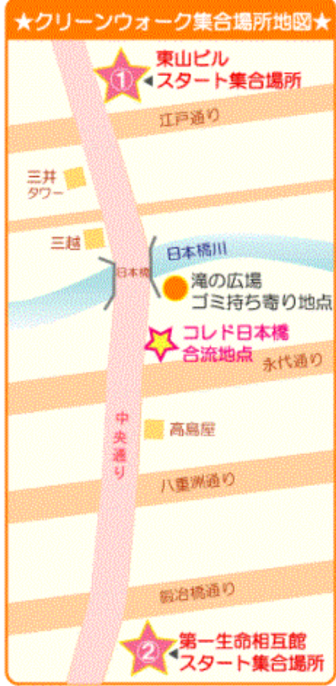 ★クリーンウォーク集合場所地図★
①
東山ビル
スタート集合場所
江戸通り
三井
タワー
三越
日本橋川
日本橋
滝の広場
ゴミ持ち寄り地点
コレド日本橋
合流地点
永代通り
中央通り
高島屋
八重洲通り
鍛冶橋通り
②
第一生命相互館
スタート集合場所